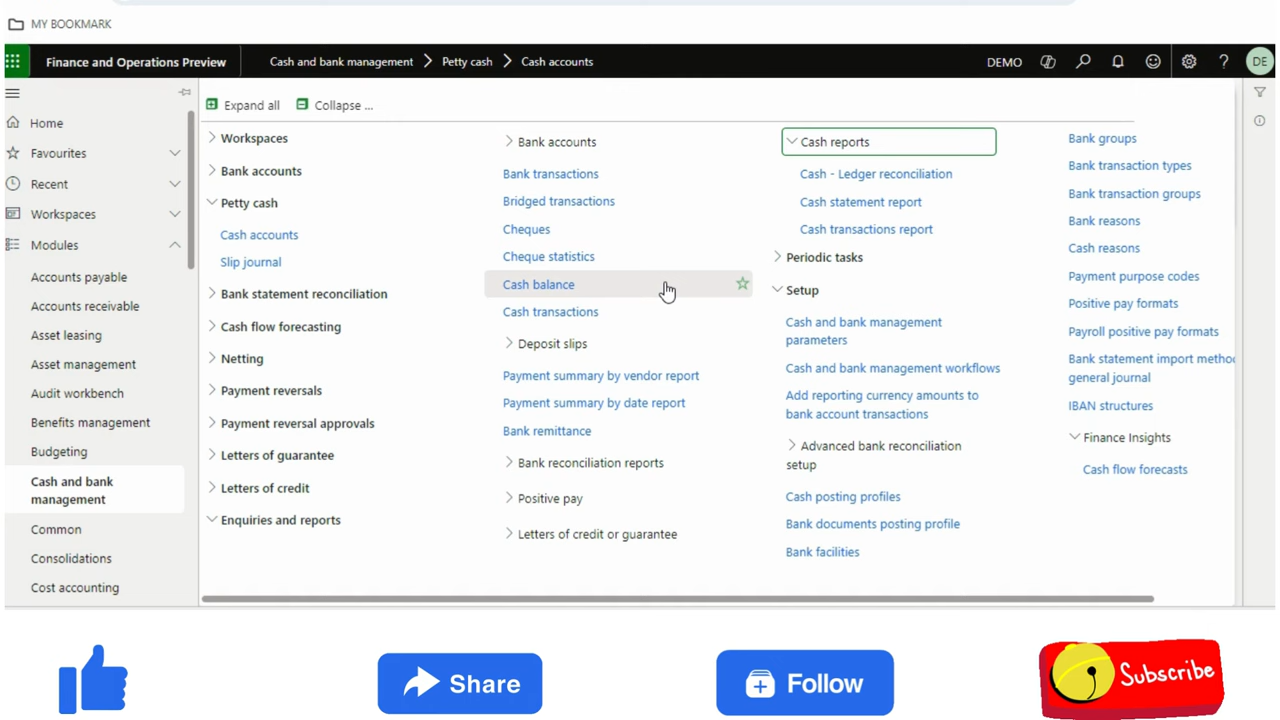 MY BOOKMARK
Finance and Operations Preview
Cash and bank management
Petty cash
Cash accounts
DEMO
?
DE
Home
Favourites
Recent
Workspaces
Modules
Accounts payable
Accounts receivable
Asset leasing
Asset management
Audit workbench
Benefits management
Budgeting
Cash and bank
management
Common
Consolidations
Cost accounting
Expand all
Collapse ...
Workspaces
Bank accounts
Petty cash
Cash accounts
Slip journal
Bank statement reconciliation
Cash flow forecasting
Netting
Payment reversals
Payment reversal approvals
Letters of guarantee
Letters of credit
Enquiries and reports
Bank accounts
Bank transactions
Bridged transactions
Cheques
Cheque statistics
Cash balance
Cash transactions
Deposit slips
Payment summary by vendor report
Payment summary by date report
Bank remittance
Bank reconciliation reports
Positive pay
Letters of credit or guarantee
Cash reports
Cash - Ledger reconciliation
Cash statement report
Cash transactions report
Periodic tasks
Setup
Cash and bank management
parameters
Cash and bank management workflows
Add reporting currency amounts to
bank account transactions
Advanced bank reconciliation
setup
Cash posting profiles
Bank documents posting profile
Bank facilities
Bank groups
Bank transaction types
Bank transaction groups
Bank reasons
Cash reasons
Payment purpose codes
Positive pay formats
Payroll positive pay formats
Bank statement import metho
general journal
IBAN structures
Finance Insights
Cash flow forecasts
Share
Follow
Subscribe